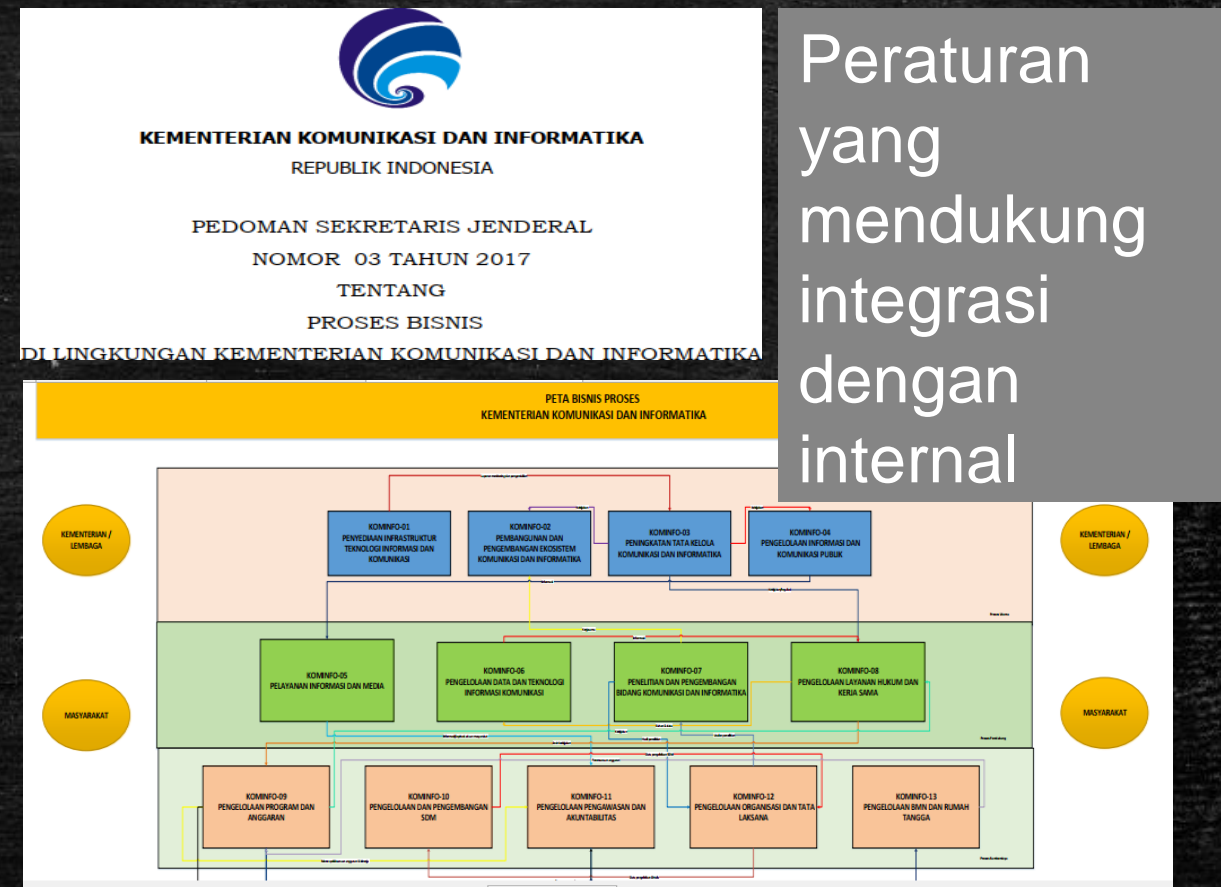 KEMENTERIAN KOMUNIKASI DAN INFORMATIKA
REPUBLIK INDONESIA
PEDOMAN SEKRETARIS JENDERAL
NOMOR 03 TAHUN 2017
TENTANG
PROSES BISNIS
DI LINGKUNGAN KEMENTERIAN KOMUNIKASI DAN INFORMATIKA
Peraturan
yang
mendukung
integrasi
dengan
internal
PETA BISNIS PROSES
KEMENTERIAN KOMUNIKASI DAN INFORMATIKA
KEMENTERIAN /
LEMBAGA
KOMINFO-01
PENYEDIAAN INFRASTRUKTUR
TEKNOLOGI INFORMASI DAN
KOMUNIKASI
KOMINFO-02
PEMBANGUNAN DAN
PENGEMBANGAN EKOSISTEM
KOMUNIKASI DAN INFORMATIKA
KOMINFO-03
PENINGKATAN TATA KELOLA
KOMUNIKASI DAN INFORMATIKA
KOMINFO-04
PENGELOLAAN INFORMASI DAN
KOMUNIKASI PUBLIK
KEMENTERIAN /
LEMBAGA
MASYARAKAT
KOMINFO-05
PELAYANAN INFORMASI DAN MEDIA
KOMINFO-06
PENGELOLAAN DATA DAN TEKNOLOGI
INFORMASI KOMUNIKASI
KOMINFO-07
PENELITIAN DAN PENGEMBANGAN
BIDANG KOMUNIKASI DAN INFORMATIKA
KOMINFO-08
PENGELOLAAN LAYANAN HUKUM DAN
KERJA SAMA
MASYARAKAT
KOMINFO-09
PENGELOLAAN PROGRAM DAN
ANGGARAN
KOMINFO-10
PENGELOLAAN DAN PENGEMBANGAN
SDM
KOMINFO-11
PENGELOLAAN PENGAWASAN DAN
AKUNTABILITAS
KOMINFO-12
PENGELOLAAN ORGANISASI DAN TATA
LAKSANA
KOMINFO-13
PENGELOLAAN BMN DAN RUMAH
TANGGA